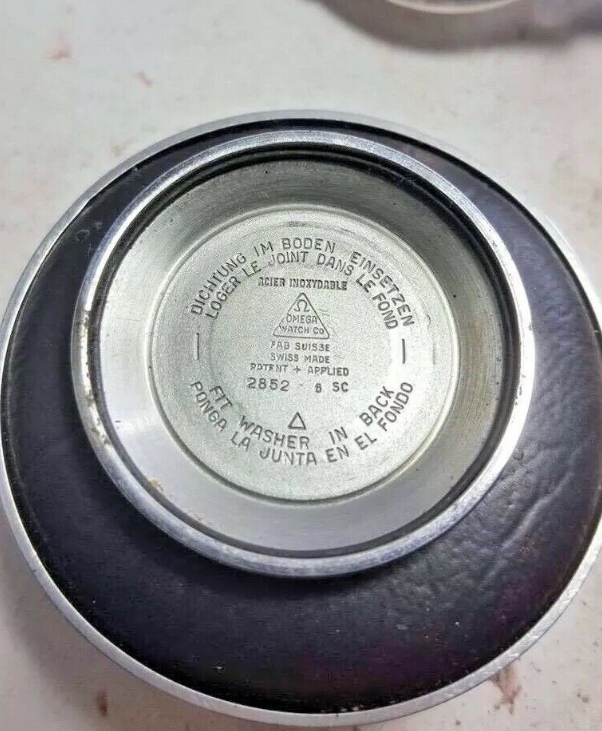 DICHTUNG IM BODEN EINSETZEN
LOGER LE JOINT DANS LE FOND
ACIER INOXYDABLE
Ω
OMEGA
WATCH CO
FAB SUISSE
SWISS MADE
PATENT + APPLIED
2852 - 8 SC
FIT WASHER IN BACK
PONGA LA JUNTA EN EL FONDO